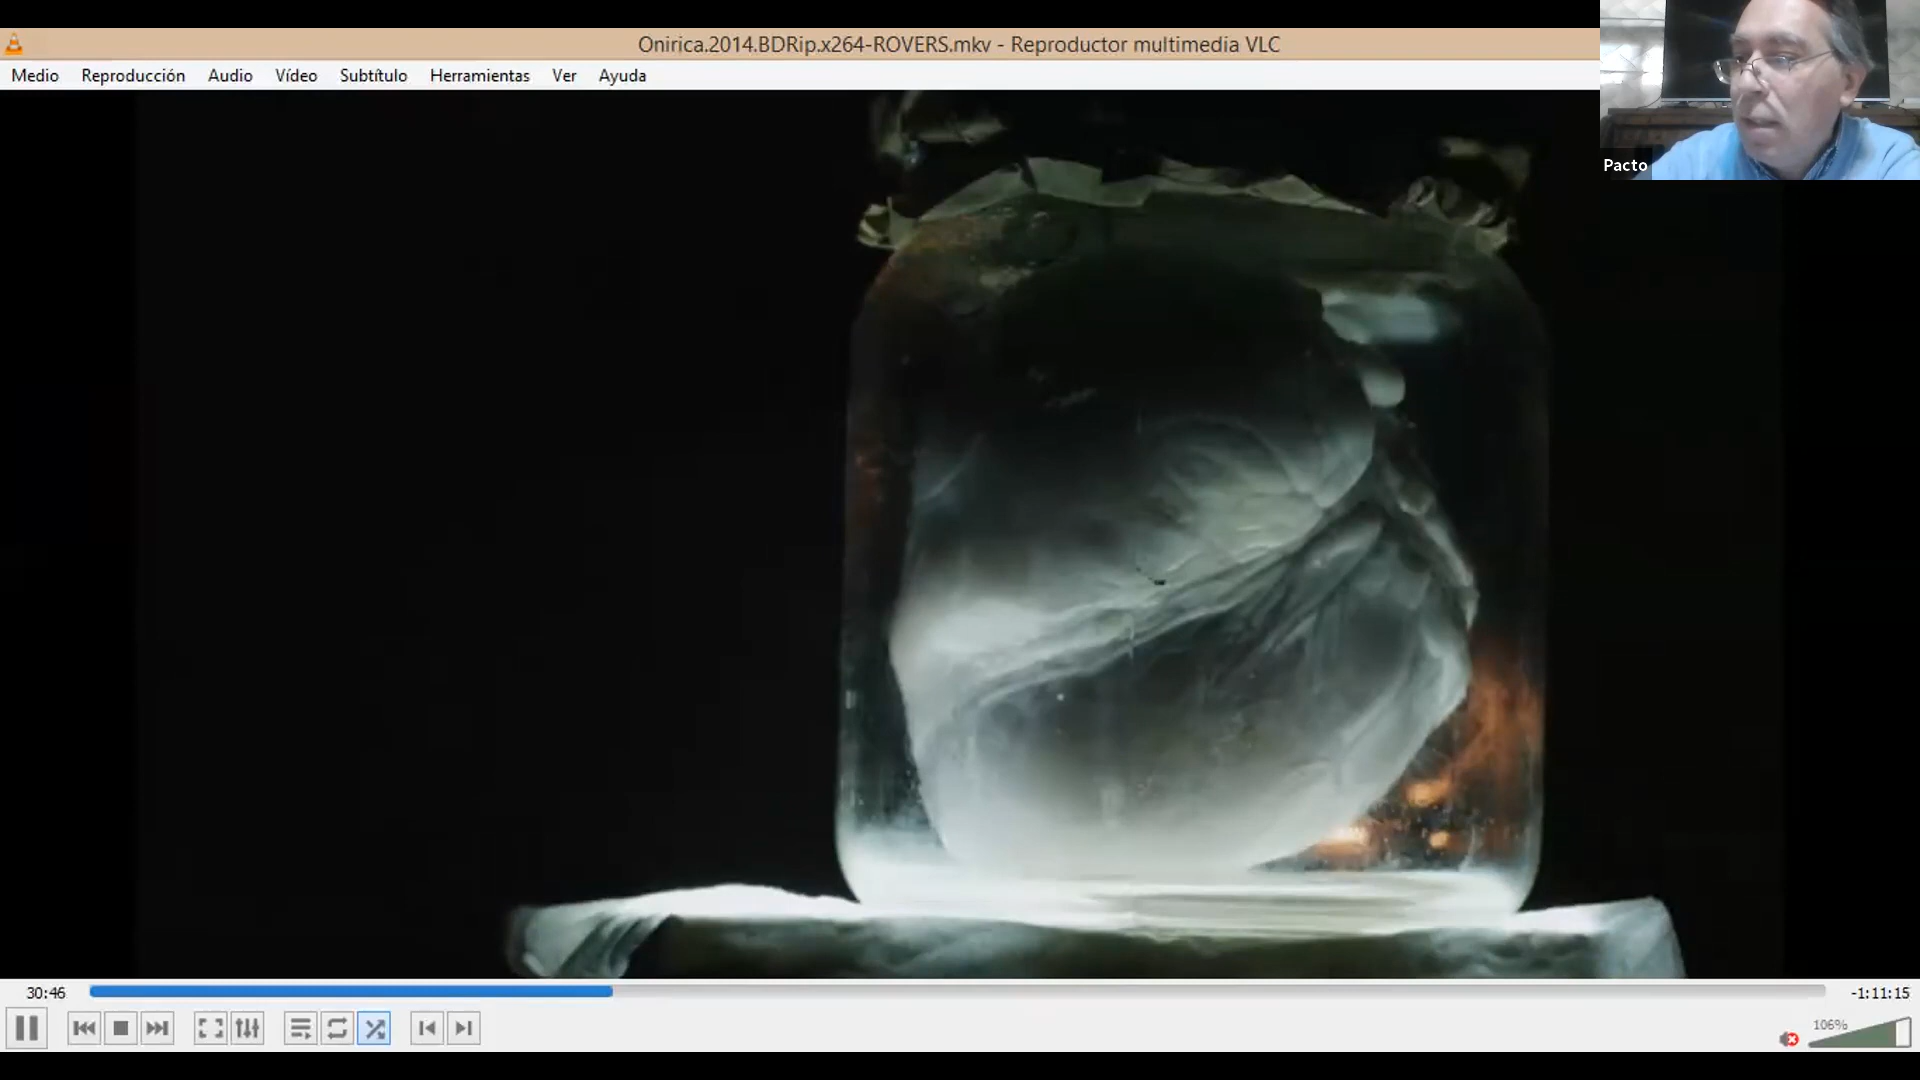 Onirica.2014.BDRip.x264-ROVERS.mkv - Reproductor multimedia VLC
Medio Reproducción Audio Vídeo Subtítulo Herramientas Ver Ayuda
Pacto
30:46
-1:11:15
106%